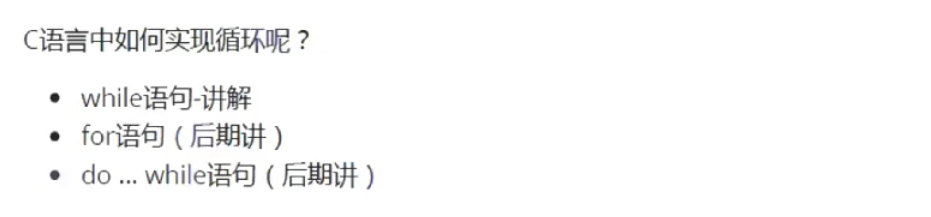 C语言中如何实现循环呢？
• while语句-讲解
• for语句（后期讲）
• do ... while语句（后期讲）